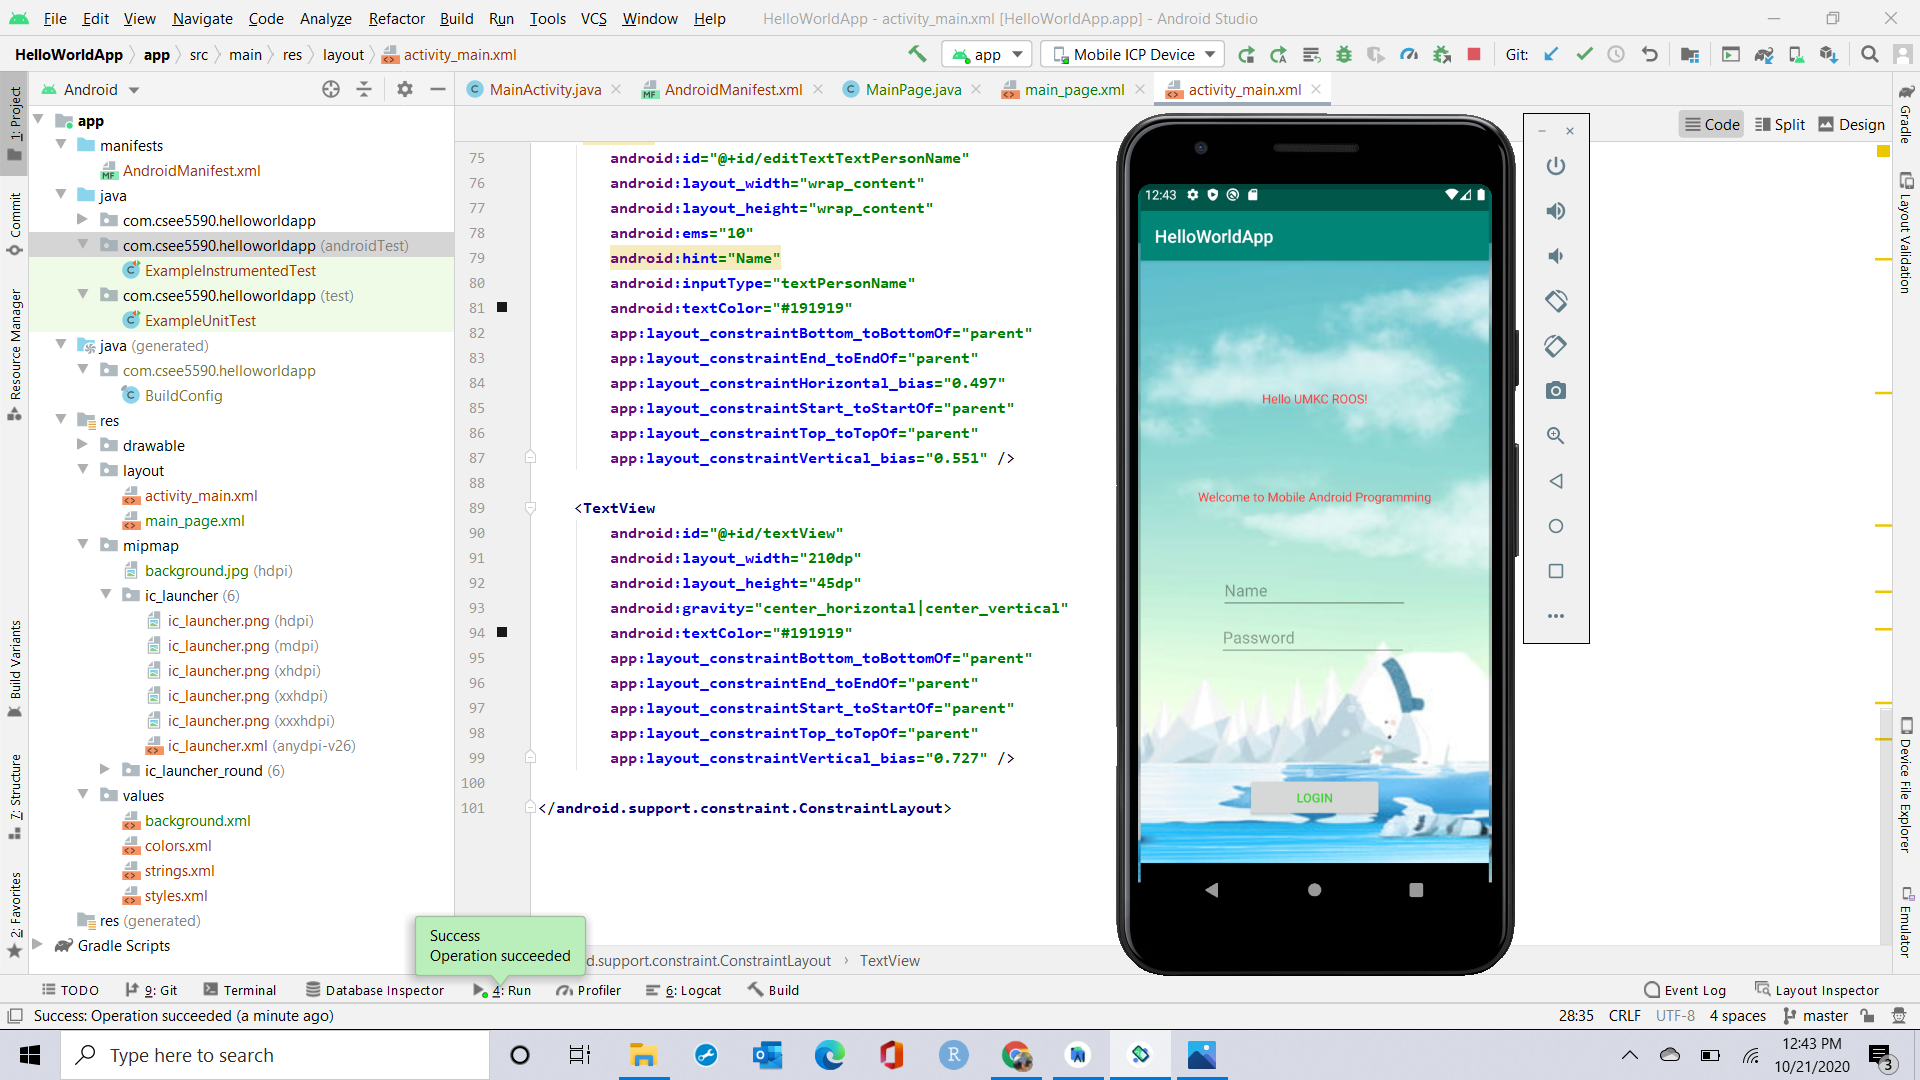 File Edit View Navigate Code Analyze Refactor Build Run Tools VCS Window Help HelloWorldApp - activity_main.xml [HelloWorldApp.app] - Android Studio
HelloWorldApp app src main res layout activity_main.xml app Mobile ICP Device Git:
Android MainActivity.java AndroidManifest.xml MainPage.java main_page.xml activity_main.xml
Code Split Design
1: Project
Commit
Resource Manager
Build Variants
7: Structure
2: Favorites
app
manifests
MF AndroidManifest.xml
java
com.csee5590.helloworldapp
com.csee5590.helloworldapp (androidTest)
ExampleInstrumentedTest
com.csee5590.helloworldapp (test)
ExampleUnitTest
java (generated)
com.csee5590.helloworldapp
BuildConfig
res
drawable
layout
activity_main.xml
main_page.xml
mipmap
background.jpg (hdpi)
ic_launcher (6)
ic_launcher.png (hdpi)
ic_launcher.png (mdpi)
ic_launcher.png (xhdpi)
ic_launcher.png (xxhdpi)
ic_launcher.png (xxxhdpi)
ic_launcher.xml (anydpi-v26)
ic_launcher_round (6)
values
background.xml
colors.xml
strings.xml
styles.xml
res (generated)
Gradle Scripts
75 android:id="@+id/editTextTextPersonName"
76 android:layout_width="wrap_content"
77 android:layout_height="wrap_content"
78 android:ems="10"
79 android:hint="Name"
80 android:inputType="textPersonName"
81 android:textColor="#191919"
82 app:layout_constraintBottom_toBottomOf="parent"
83 app:layout_constraintEnd_toEndOf="parent"
84 app:layout_constraintHorizontal_bias="0.497"
85 app:layout_constraintStart_toStartOf="parent"
86 app:layout_constraintTop_toTopOf="parent"
87 app:layout_constraintVertical_bias="0.551" />
88
89 <TextView
90 android:id="@+id/textView"
91 android:layout_width="210dp"
92 android:layout_height="45dp"
93 android:gravity="center_horizontal|center_vertical"
94 android:textColor="#191919"
95 app:layout_constraintBottom_toBottomOf="parent"
96 app:layout_constraintEnd_toEndOf="parent"
97 app:layout_constraintStart_toStartOf="parent"
98 app:layout_constraintTop_toTopOf="parent"
99 app:layout_constraintVertical_bias="0.727" />
100
101 </android.support.constraint.ConstraintLayout>
12:43
HelloWorldApp
Hello UMKC ROOS!
Welcome to Mobile Android Programming
Name
Password
LOGIN
Gradle
Layout Validation
Device File Explorer
Emulator
Success
Operation succeeded
d.support.constraint.ConstraintLayout › TextView
TODO 9: Git Terminal Database Inspector 4: Run Profiler 6: Logcat Build Event Log Layout Inspector
Success: Operation succeeded (a minute ago) 28:35 CRLF UTF-8 4 spaces master
Type here to search
12:43 PM
10/21/2020
3